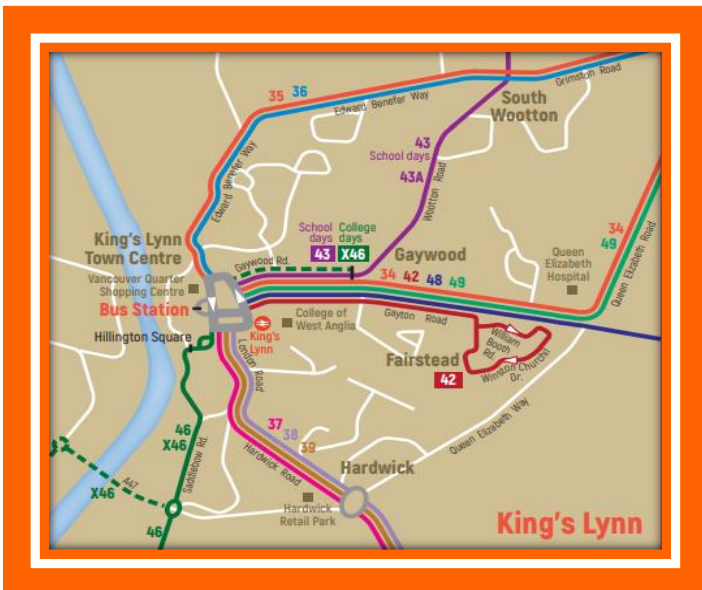 35 36
Edward Benefer Way
Grimston Road
South
Wootton
43
School days
43A
Wootton Road
Edward Benefer Way
King's Lynn
Town Centre
Vancouver Quarter
Shopping Centre
Bus Station
Hillington Square
Gaywood Rd.
School
days
43
College
days
X46
Gaywood
34 42 48 49
34
49
Queen
Elizabeth
Hospital
Queen Elizabeth Road
College of
West Anglia
King's
Lynn
Gayton Road
William
Booth
Rd.
Fairstead
42
Winston Churchill
Dr.
London Road
Queen Elizabeth Way
46
X46
Saddlebow Rd.
37
38
39
Hardwick Road
Hardwick
Hardwick
Retail Park
A47
X46
46
King's Lynn